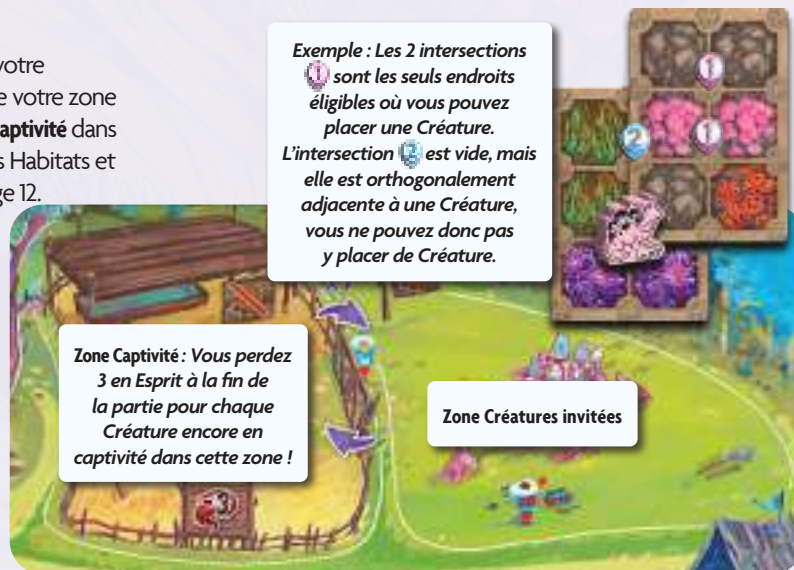 votre
e votre zone
aptivité dans
s Habitats et
ge 12.
Exemple : Les 2 intersections
1 sont les seuls endroits
éligibles où vous pouvez
placer une Créature.
L'intersection 2 est vide, mais
elle est orthogonalement
adjacente à une Créature,
vous ne pouvez donc pas
y placer de Créature.
1
2
1
Zone Captivité : Vous perdez
3 en Esprit à la fin de
la partie pour chaque
Créature encore en
captivité dans cette zone !
Zone Créatures invitées